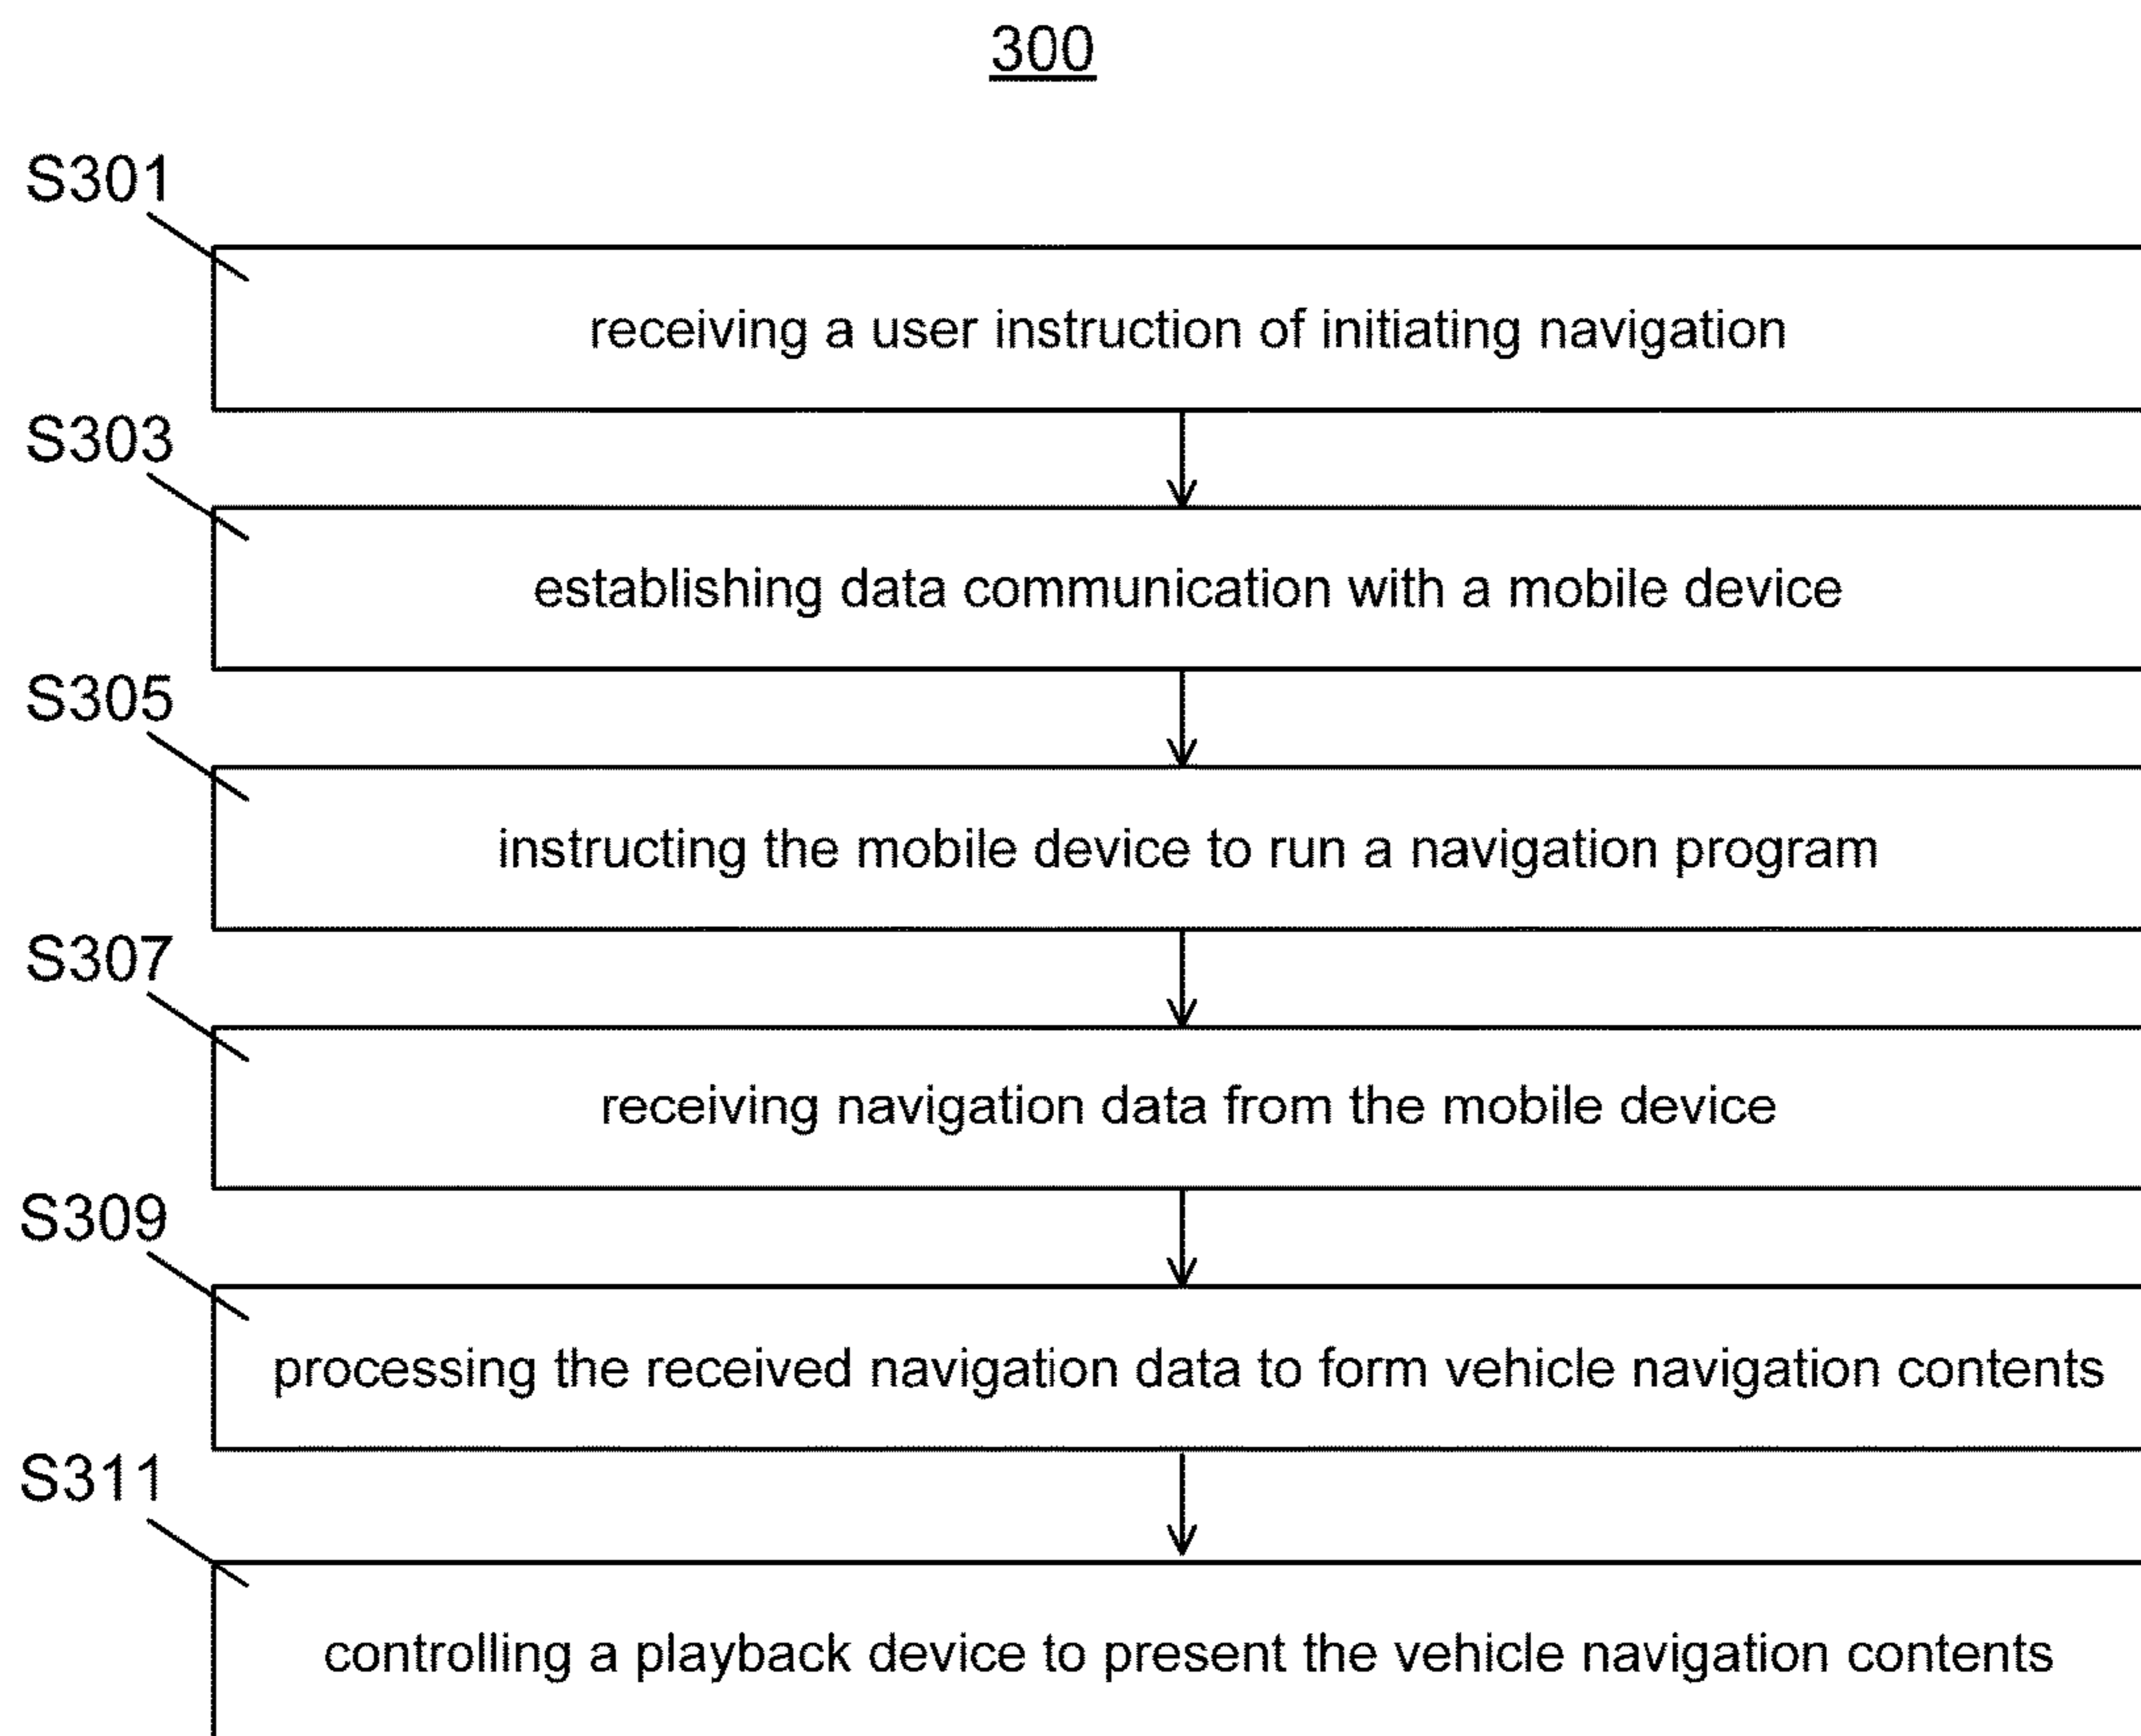 300
S301
receiving a user instruction of initiating navigation
S303
establishing data communication with a mobile device
S305
instructing the mobile device to run a navigation program
S307
receiving navigation data from the mobile device
S309
processing the received navigation data to form vehicle navigation contents
S311
controlling a playback device to present the vehicle navigation contents